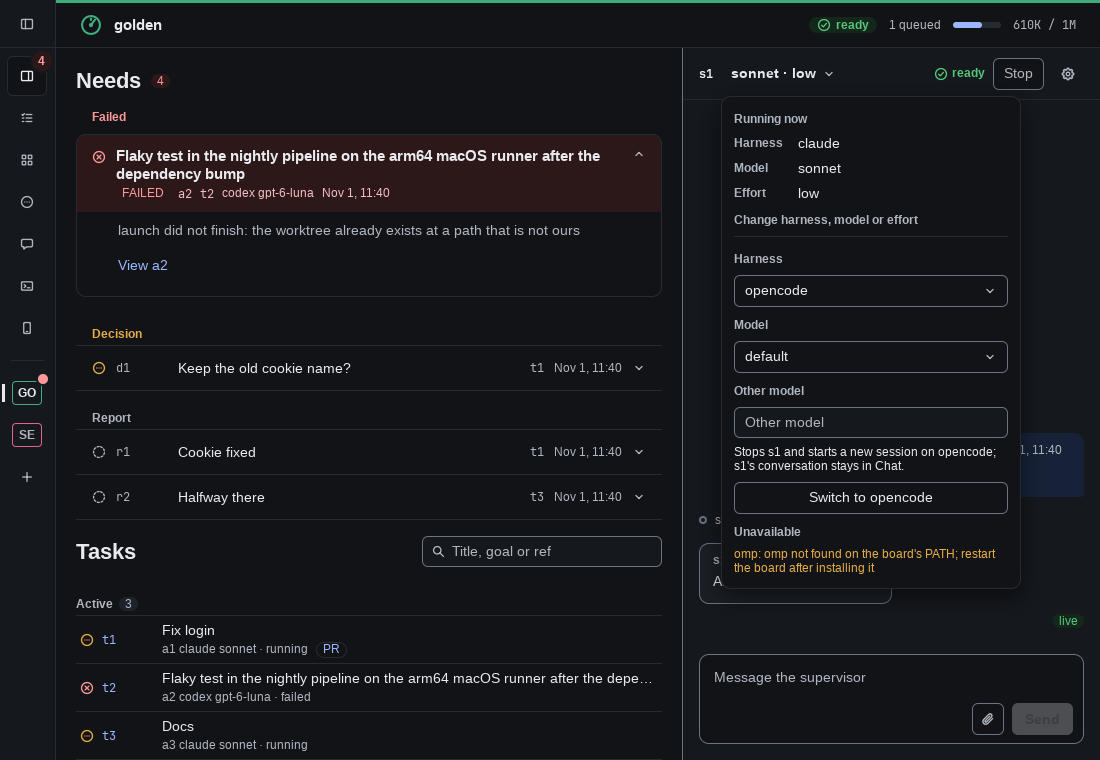 golden
ready
1 queued
610K / 1M
4
GO
SE
Needs 4
Failed
Flaky test in the nightly pipeline on the arm64 macOS runner after the
dependency bump
FAILED a2 t2 codex gpt-6-luna Nov 1, 11:40
launch did not finish: the worktree already exists at a path that is not ours
View a2
Decision
d1 Keep the old cookie name? t1 Nov 1, 11:40
Report
r1 Cookie fixed t1 Nov 1, 11:40
r2 Halfway there t3 Nov 1, 11:40
Tasks
Title, goal or ref
Active 3
t1 Fix login
a1 claude sonnet · running PR
t2 Flaky test in the nightly pipeline on the arm64 macOS runner after the depe…
a2 codex gpt-6-luna · failed
t3 Docs
a3 claude sonnet · running
s1 sonnet · low
ready
Stop
Running now
Harness claude
Model sonnet
Effort low
Change harness, model or effort
Harness
opencode
Model
default
Other model
Other model
Stops s1 and starts a new session on opencode;
s1's conversation stays in Chat.
Switch to opencode
Unavailable
omp: omp not found on the board's PATH; restart
the board after installing it
1, 11:40
s
s
A
live
Message the supervisor
Send